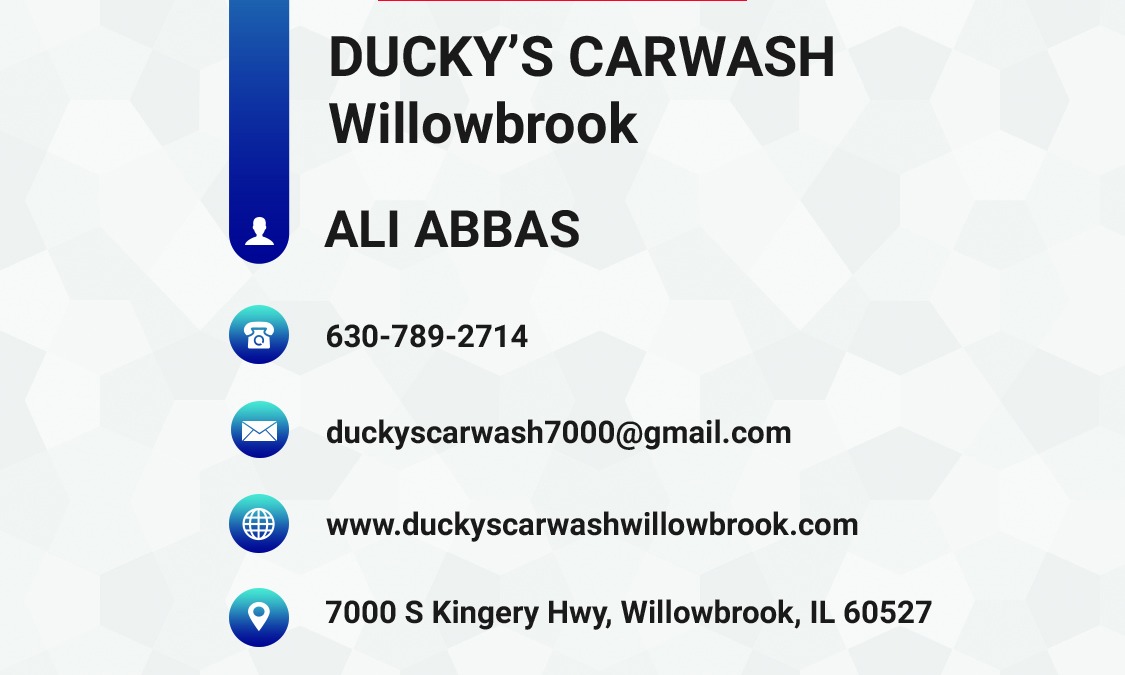 DUCKY’S CARWASH
Willowbrook
ALI ABBAS
630-789-2714
duckyscarwash7000@gmail.com
www.duckyscarwashwillowbrook.com
7000 S Kingery Hwy, Willowbrook, IL 60527